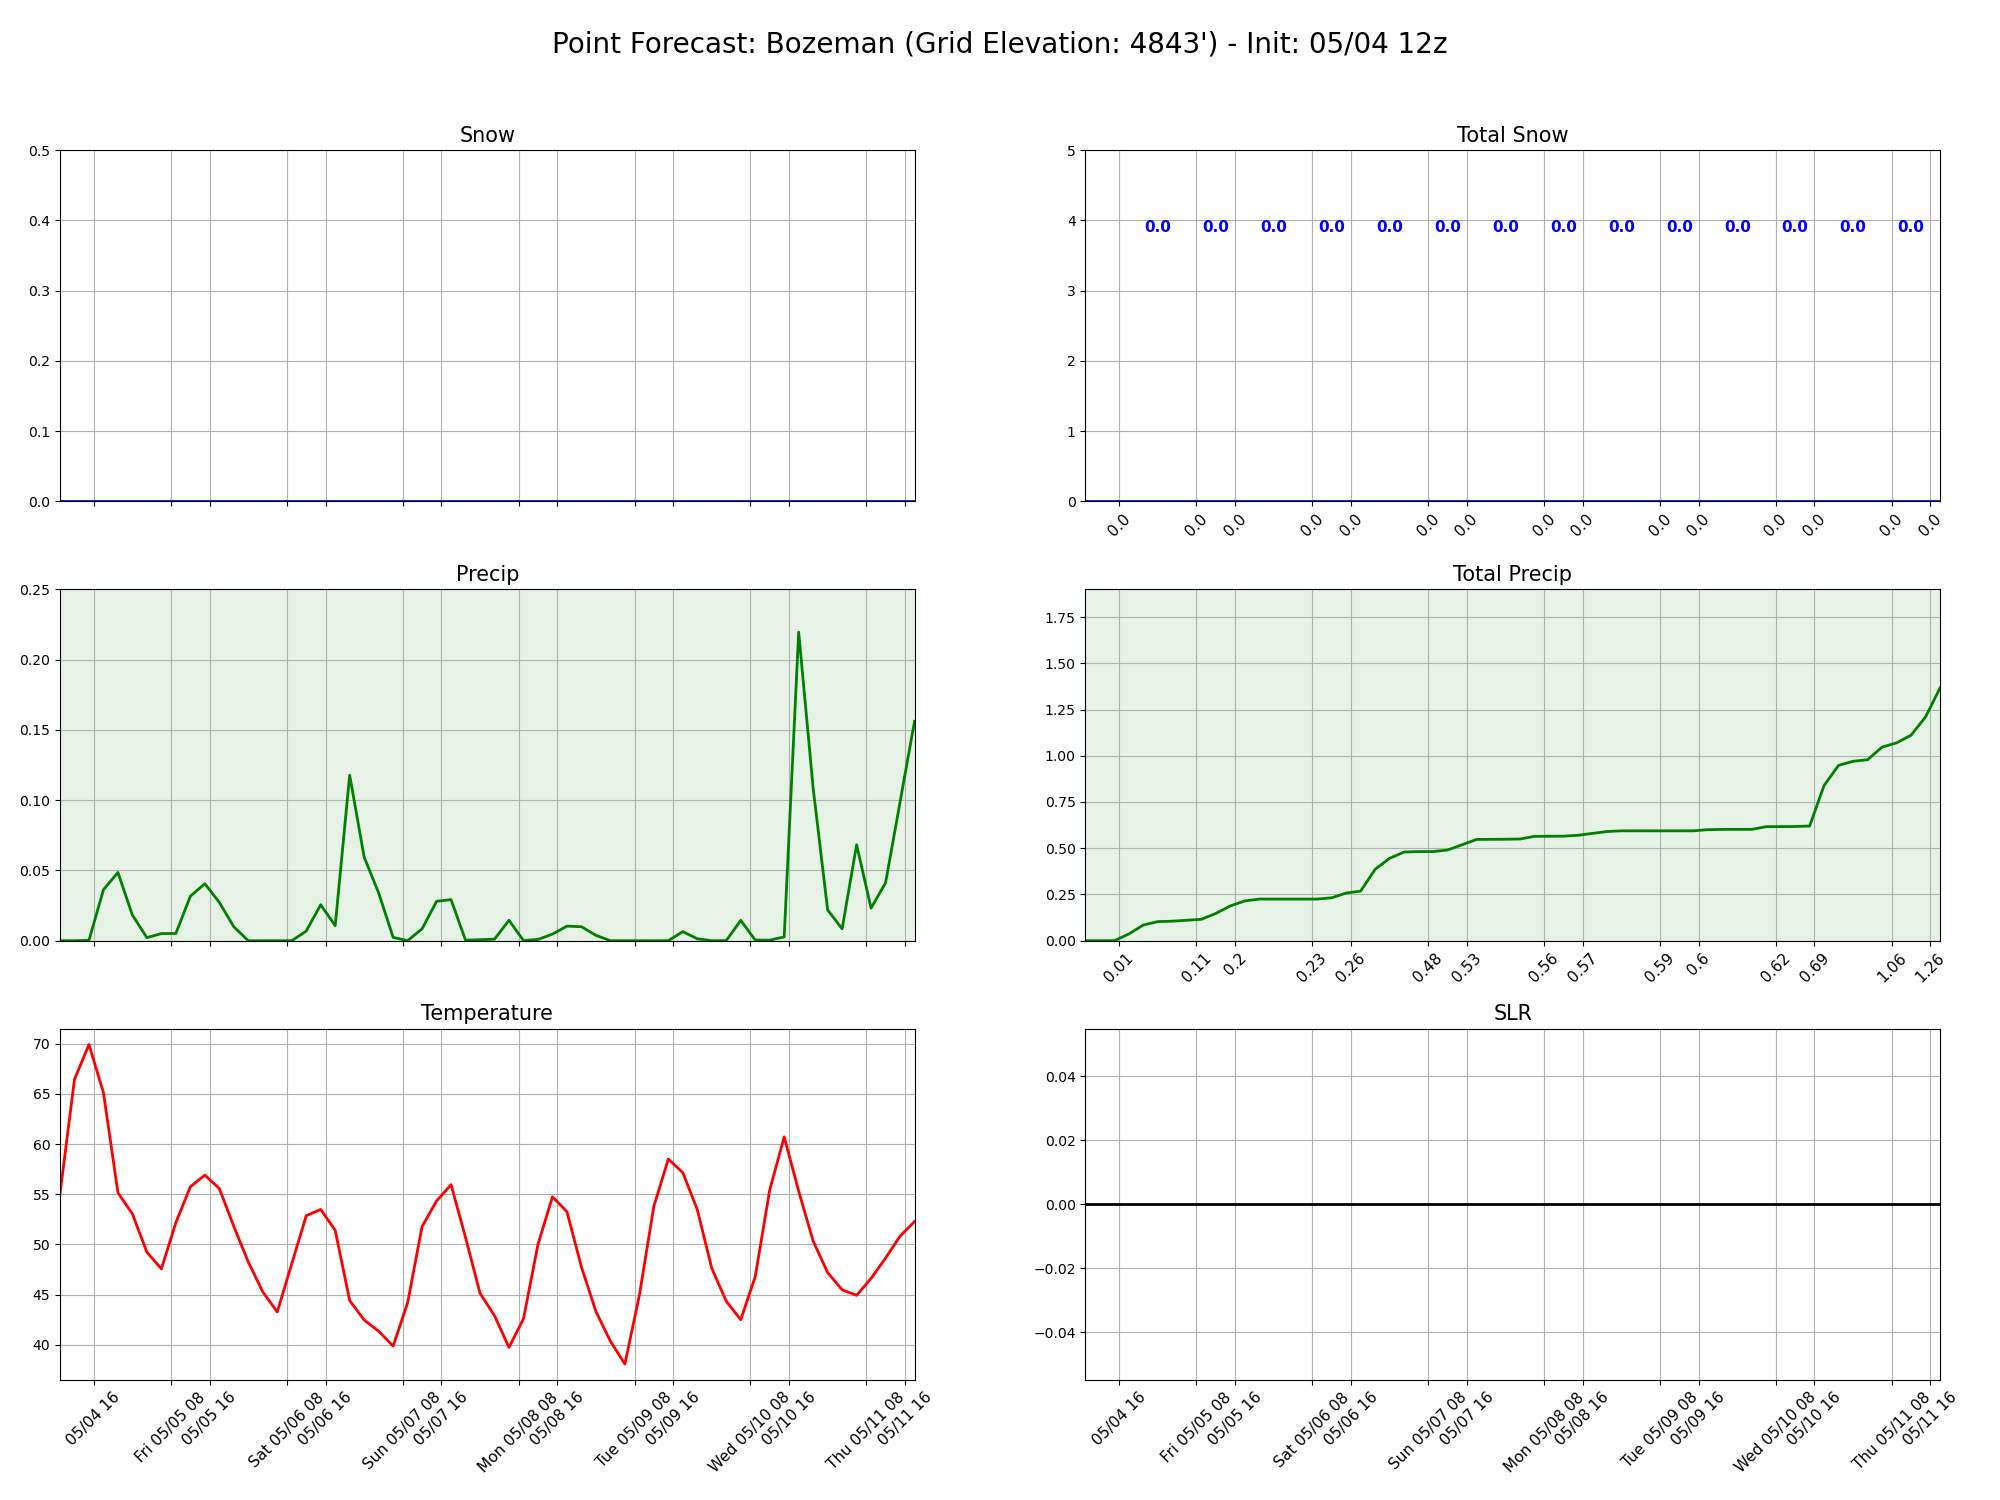 Point Forecast: Bozeman (Grid Elevation: 4843') - Init: 05/04 12z
Snow
0.5
0.4
0.3
0.2
0.1
0.0
Total Snow
5
4
3
2
1
0
0.0 0.0 0.0 0.0 0.0 0.0 0.0 0.0 0.0 0.0 0.0 0.0 0.0 0.0
0.0 0.0 0.0 0.0 0.0 0.0 0.0 0.0 0.0 0.0 0.0 0.0 0.0 0.0 0.0
Precip
0.25
0.20
0.15
0.10
0.05
0.00
Total Precip
1.75
1.50
1.25
1.00
0.75
0.50
0.25
0.00
0.01 0.11 0.2 0.23 0.26 0.48 0.53 0.56 0.57 0.59 0.6 0.62 0.69 1.06 1.26
Temperature
70
65
60
55
50
45
40
05/04 16
Fri 05/05 08
05/05 16
Sat 05/06 08
05/06 16
Sun 05/07 08
05/07 16
Mon 05/08 08
05/08 16
Tue 05/09 08
05/09 16
Wed 05/10 08
05/10 16
Thu 05/11 08
05/11 16
SLR
0.04
0.02
0.00
−0.02
−0.04
05/04 16
Fri 05/05 08
05/05 16
Sat 05/06 08
05/06 16
Sun 05/07 08
05/07 16
Mon 05/08 08
05/08 16
Tue 05/09 08
05/09 16
Wed 05/10 08
05/10 16
Thu 05/11 08
05/11 16